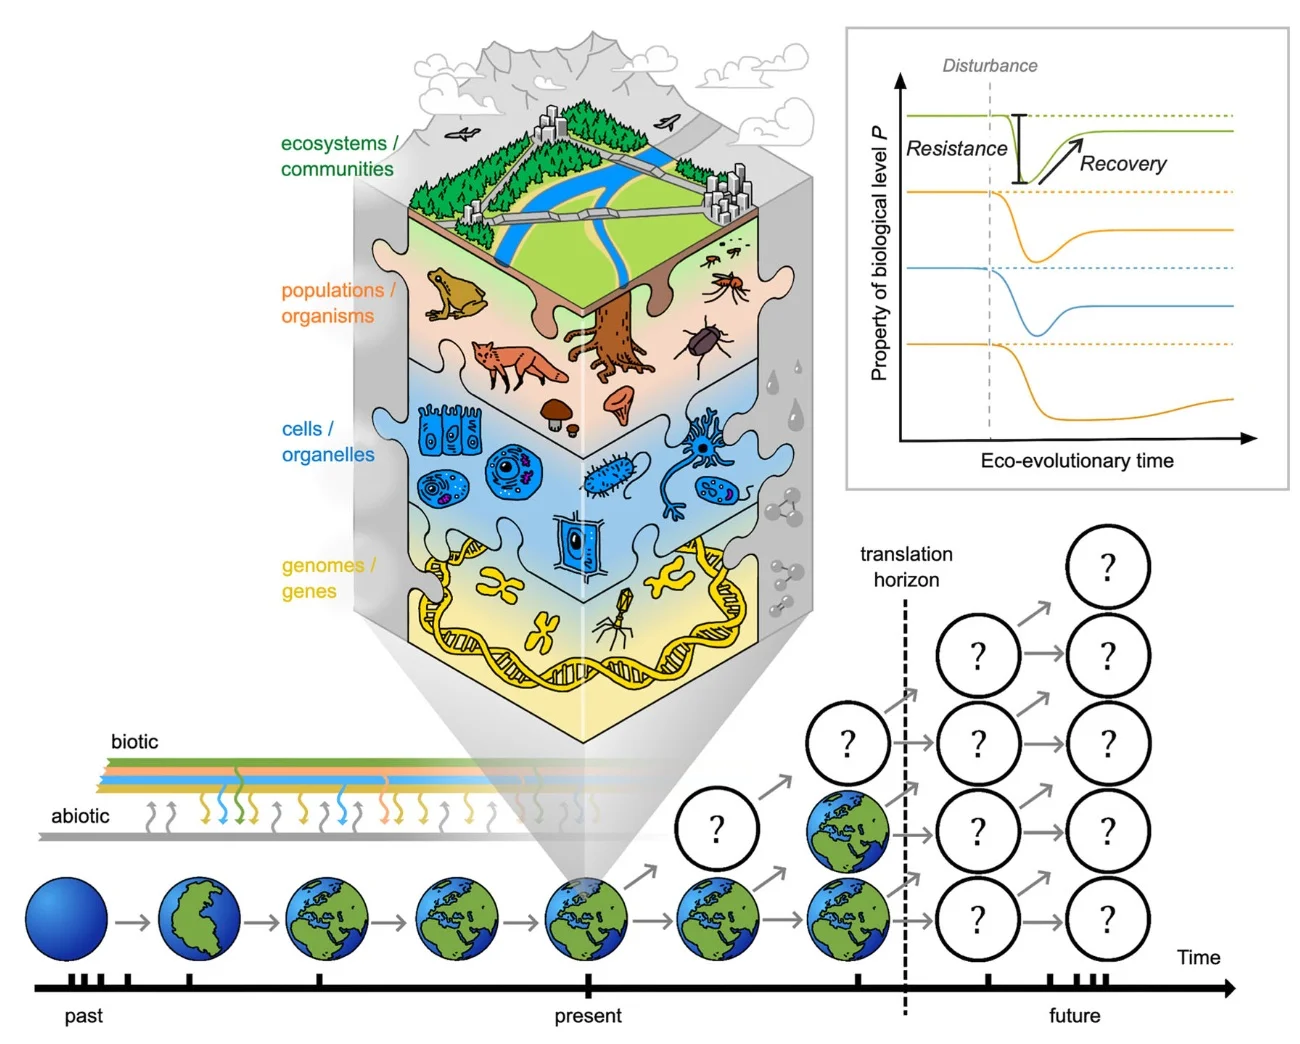 ecosystems /
communities
populations /
organisms
cells /
organelles
genomes /
genes
Disturbance
Resistance
Recovery
Property of biological level P
Eco-evolutionary time
translation
horizon
?
?
?
?
?
?
?
?
?
?
?
biotic
abiotic
Time
past
present
future